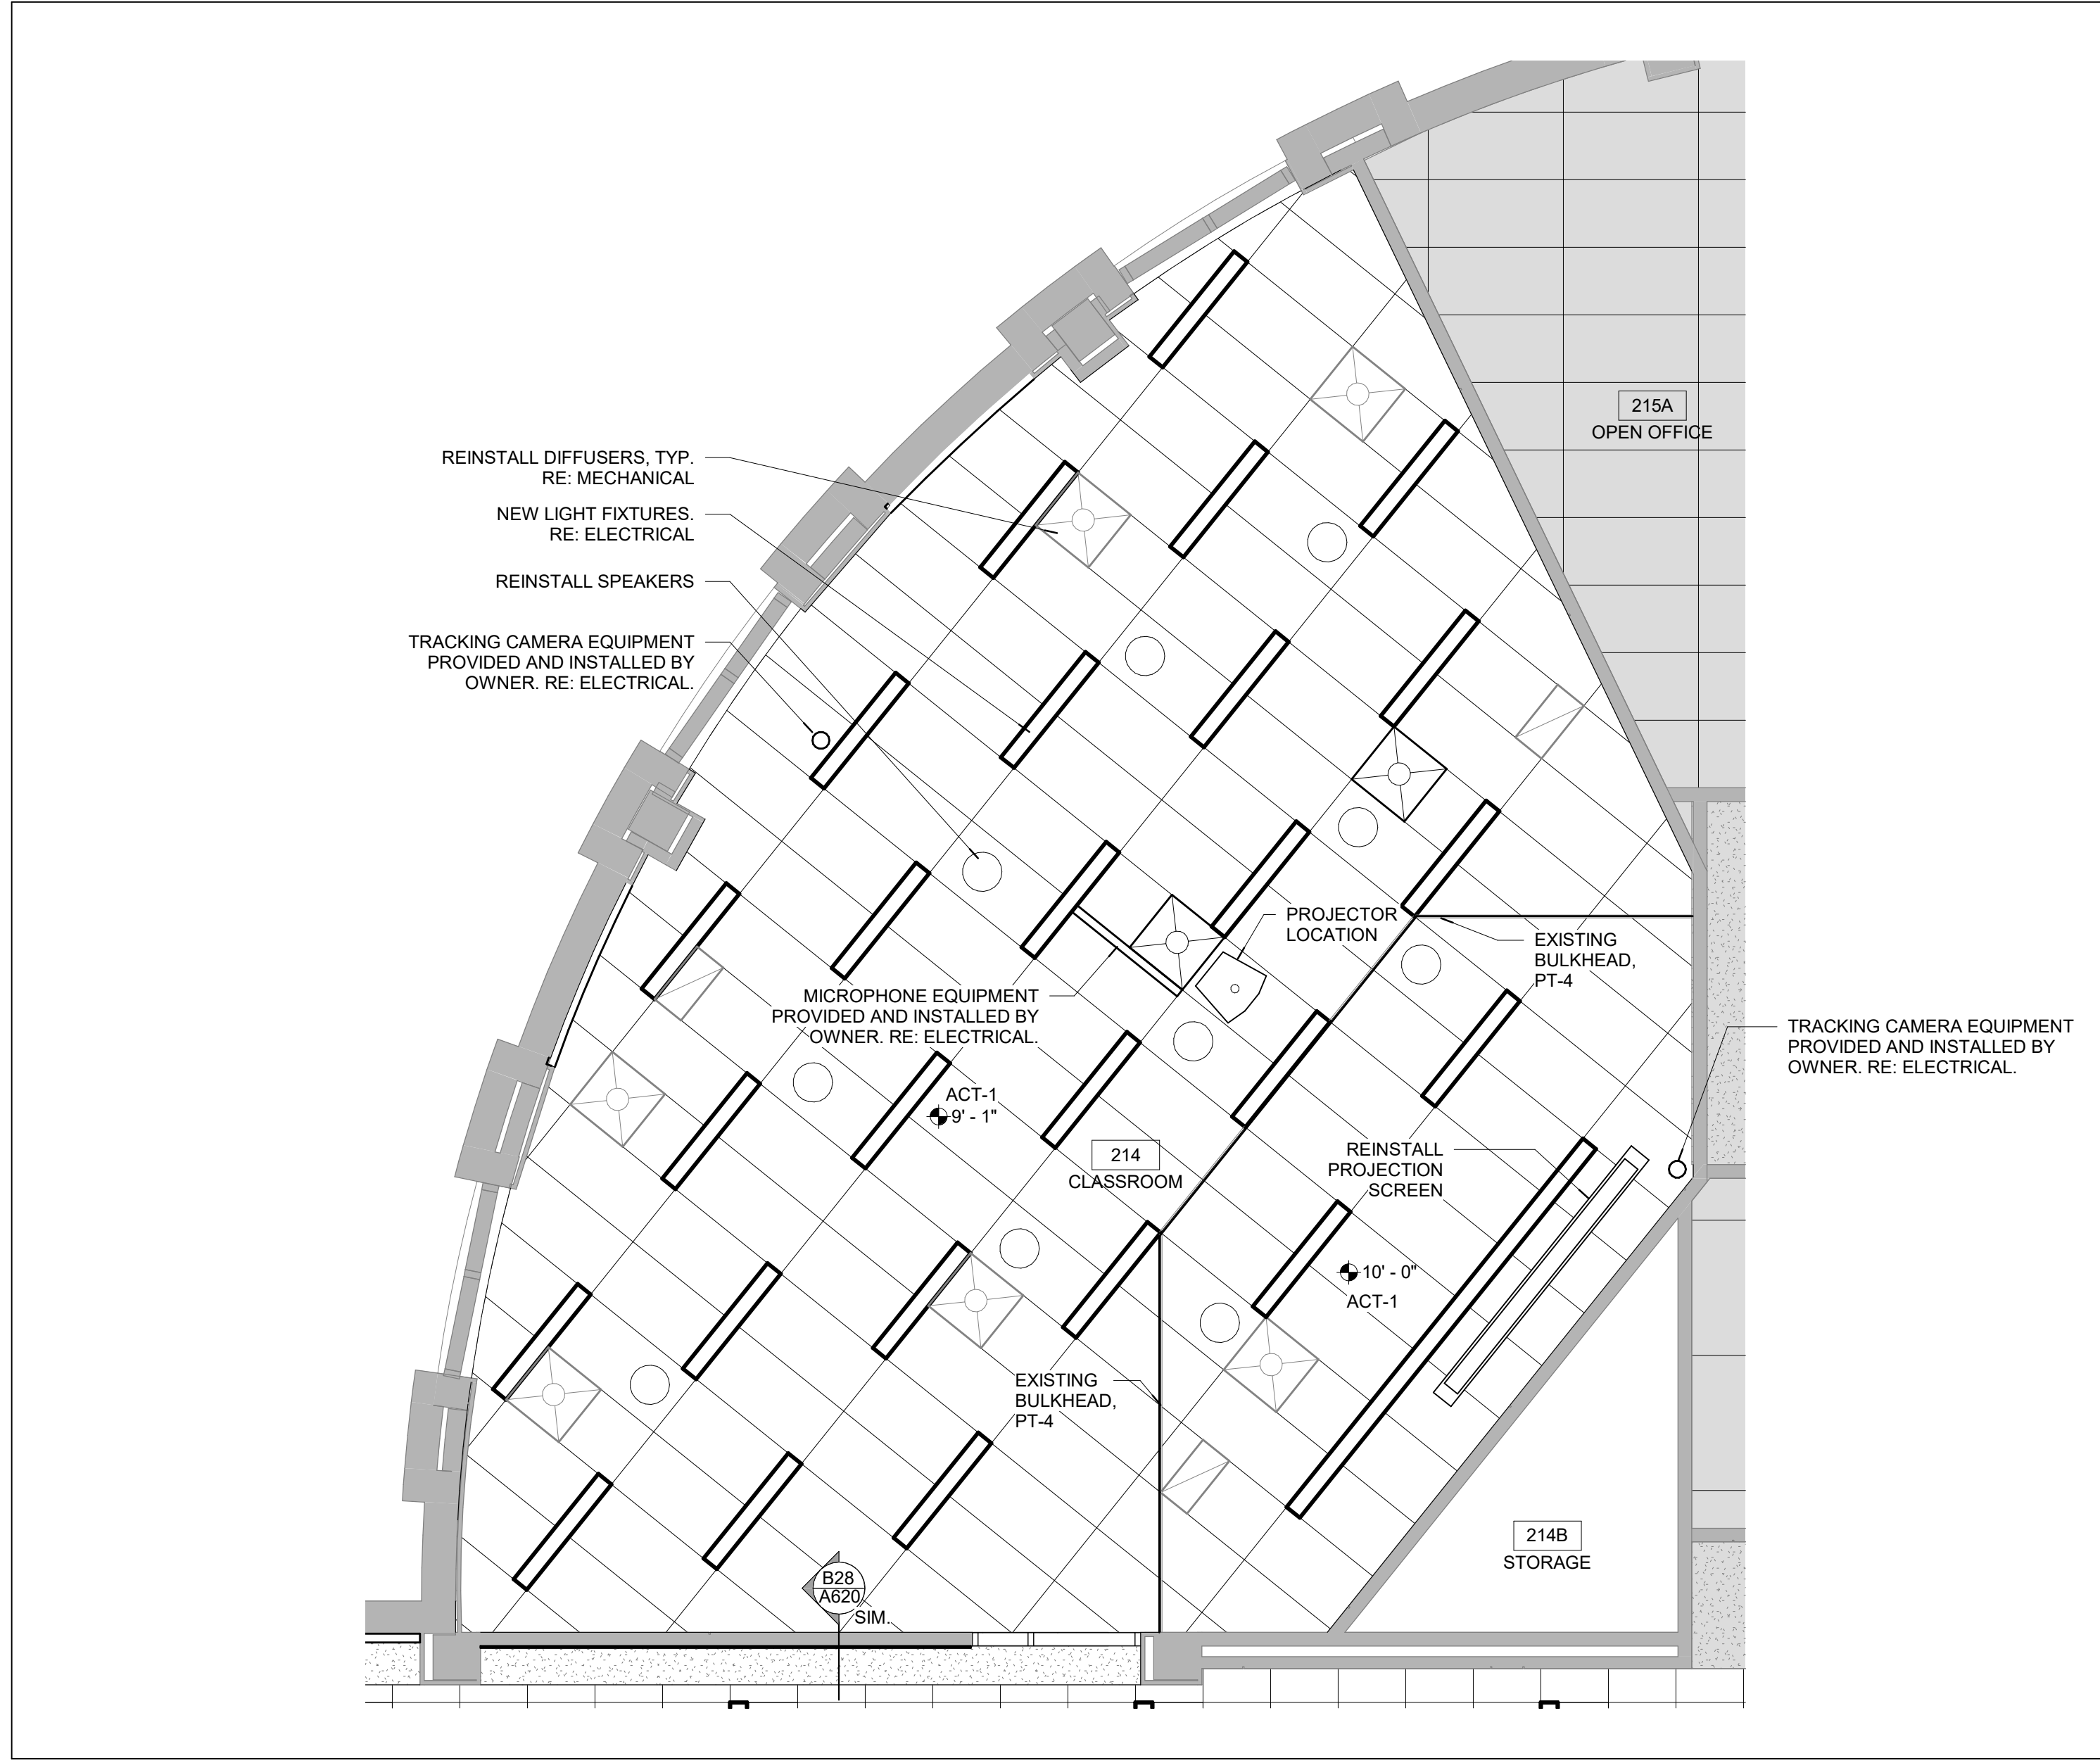 215A
OPEN OFFICE
REINSTALL DIFFUSERS, TYP.
RE: MECHANICAL
NEW LIGHT FIXTURES.
RE: ELECTRICAL
REINSTALL SPEAKERS
TRACKING CAMERA EQUIPMENT
PROVIDED AND INSTALLED BY
OWNER. RE: ELECTRICAL.
PROJECTOR
LOCATION
EXISTING
BULKHEAD,
PT-4
MICROPHONE EQUIPMENT
PROVIDED AND INSTALLED BY
OWNER. RE: ELECTRICAL.
TRACKING CAMERA EQUIPMENT
PROVIDED AND INSTALLED BY
OWNER. RE: ELECTRICAL.
ACT-1
9' - 1"
214
CLASSROOM
REINSTALL
PROJECTION
SCREEN
10' - 0"
ACT-1
EXISTING
BULKHEAD,
PT-4
214B
STORAGE
B28
A620
SIM.